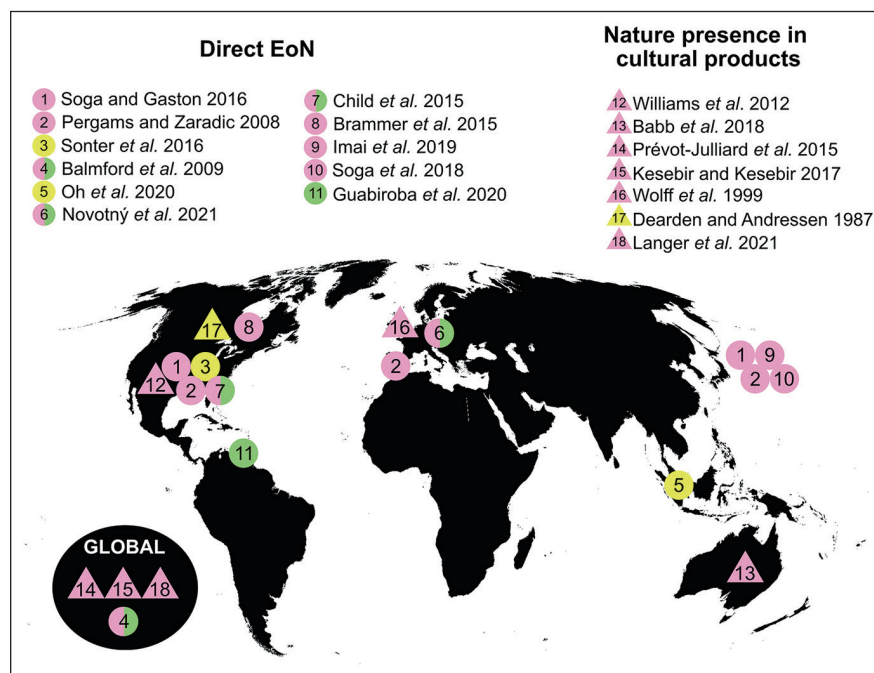 Direct EoN
1 Soga and Gaston 2016
2 Pergams and Zaradic 2008
3 Sonter et al. 2016
4 Balmford et al. 2009
5 Oh et al. 2020
6 Novotný et al. 2021
7 Child et al. 2015
8 Brammer et al. 2015
9 Imai et al. 2019
10 Soga et al. 2018
11 Guabiroba et al. 2020
Nature presence in
cultural products
12 Williams et al. 2012
13 Babb et al. 2018
14 Prévot-Julliard et al. 2015
15 Kesebir and Kesebir 2017
16 Wolff et al. 1999
17 Dearden and Andressen 1987
18 Langer et al. 2021
17 8 16 6
1 3 2 1 9
12 2 7 2 10
11
5
GLOBAL
14 15 18 13
4